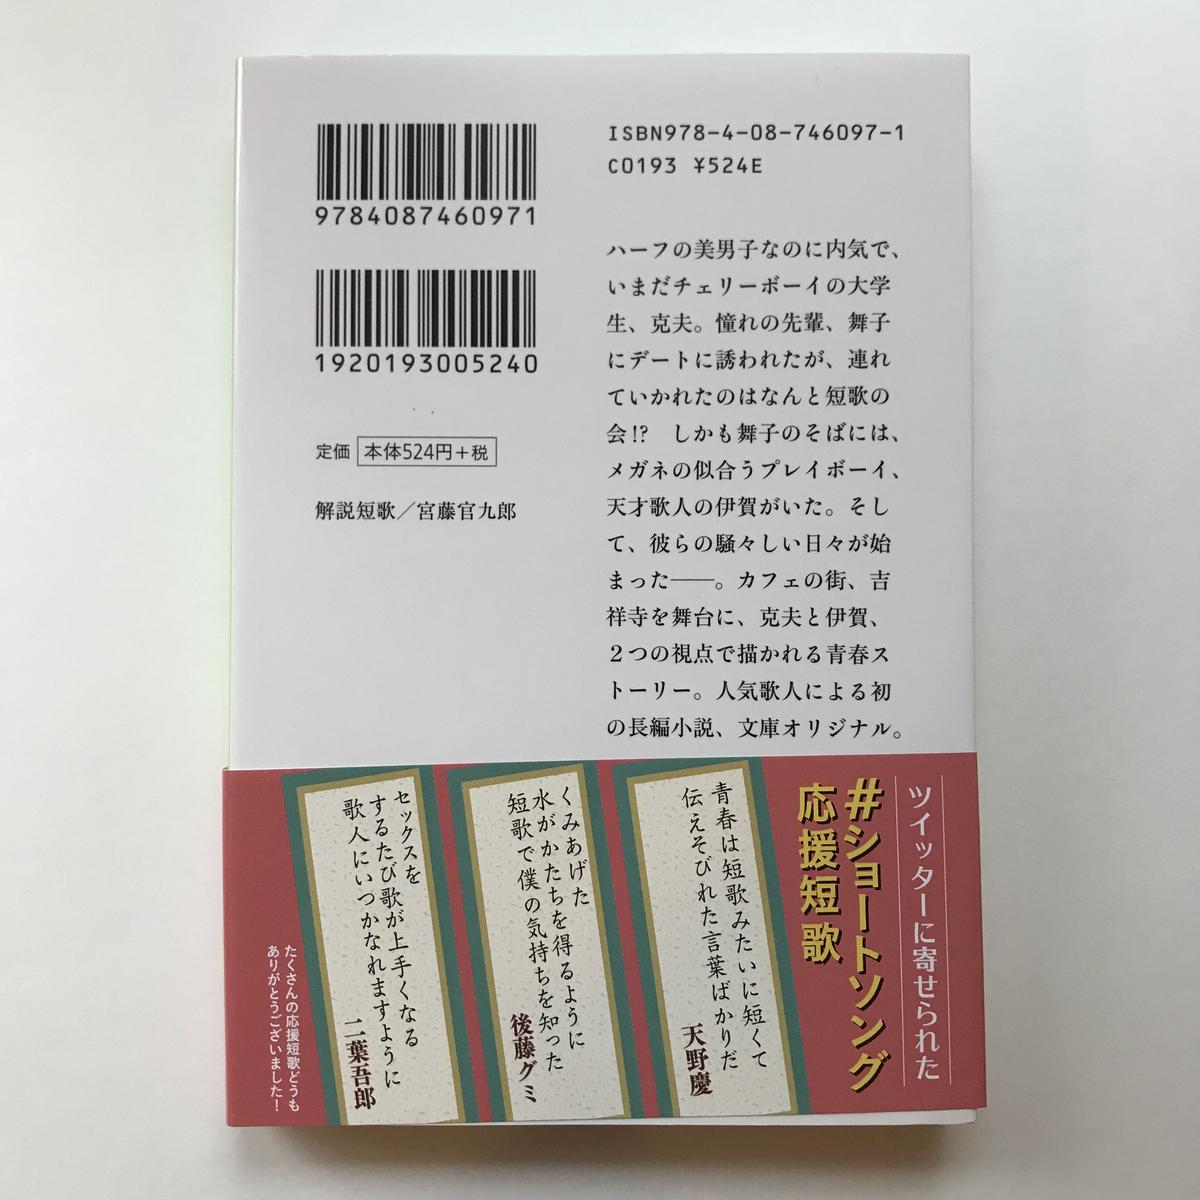 9784087460971
1920193005240
定価 本体524円+税
解説短歌/宮藤官九郎
ISBN978-4-08-746097-1
C0193 ¥524E
ハーフの美男子なのに内気で、
いまだチェリーボーイの大学
生、克夫。憧れの先輩、舞子
にデートに誘われたが、連れ
ていかれたのはなんと短歌の
会!? しかも舞子のそばには、
メガネの似合うプレイボーイ、
天才歌人の伊賀がいた。そし
て、彼らの騒々しい日々が始
まった──。カフェの街、吉
祥寺を舞台に、克夫と伊賀、
2つの視点で描かれる青春ス
トーリー。人気歌人による初
の長編小説、文庫オリジナル。
ツイッターに寄せられた
#ショートソング
応援短歌
青春は短歌みたいに短くて
伝えそびれた言葉ばかりだ
天野慶
くみあげた
水がかたちを得るように
短歌で僕の気持ちを知った
後藤グミ
セックスを
するたび歌が上手くなる
歌人にいつかなれますように
二葉吾郎
たくさんの応援短歌どうも
ありがとうございました!